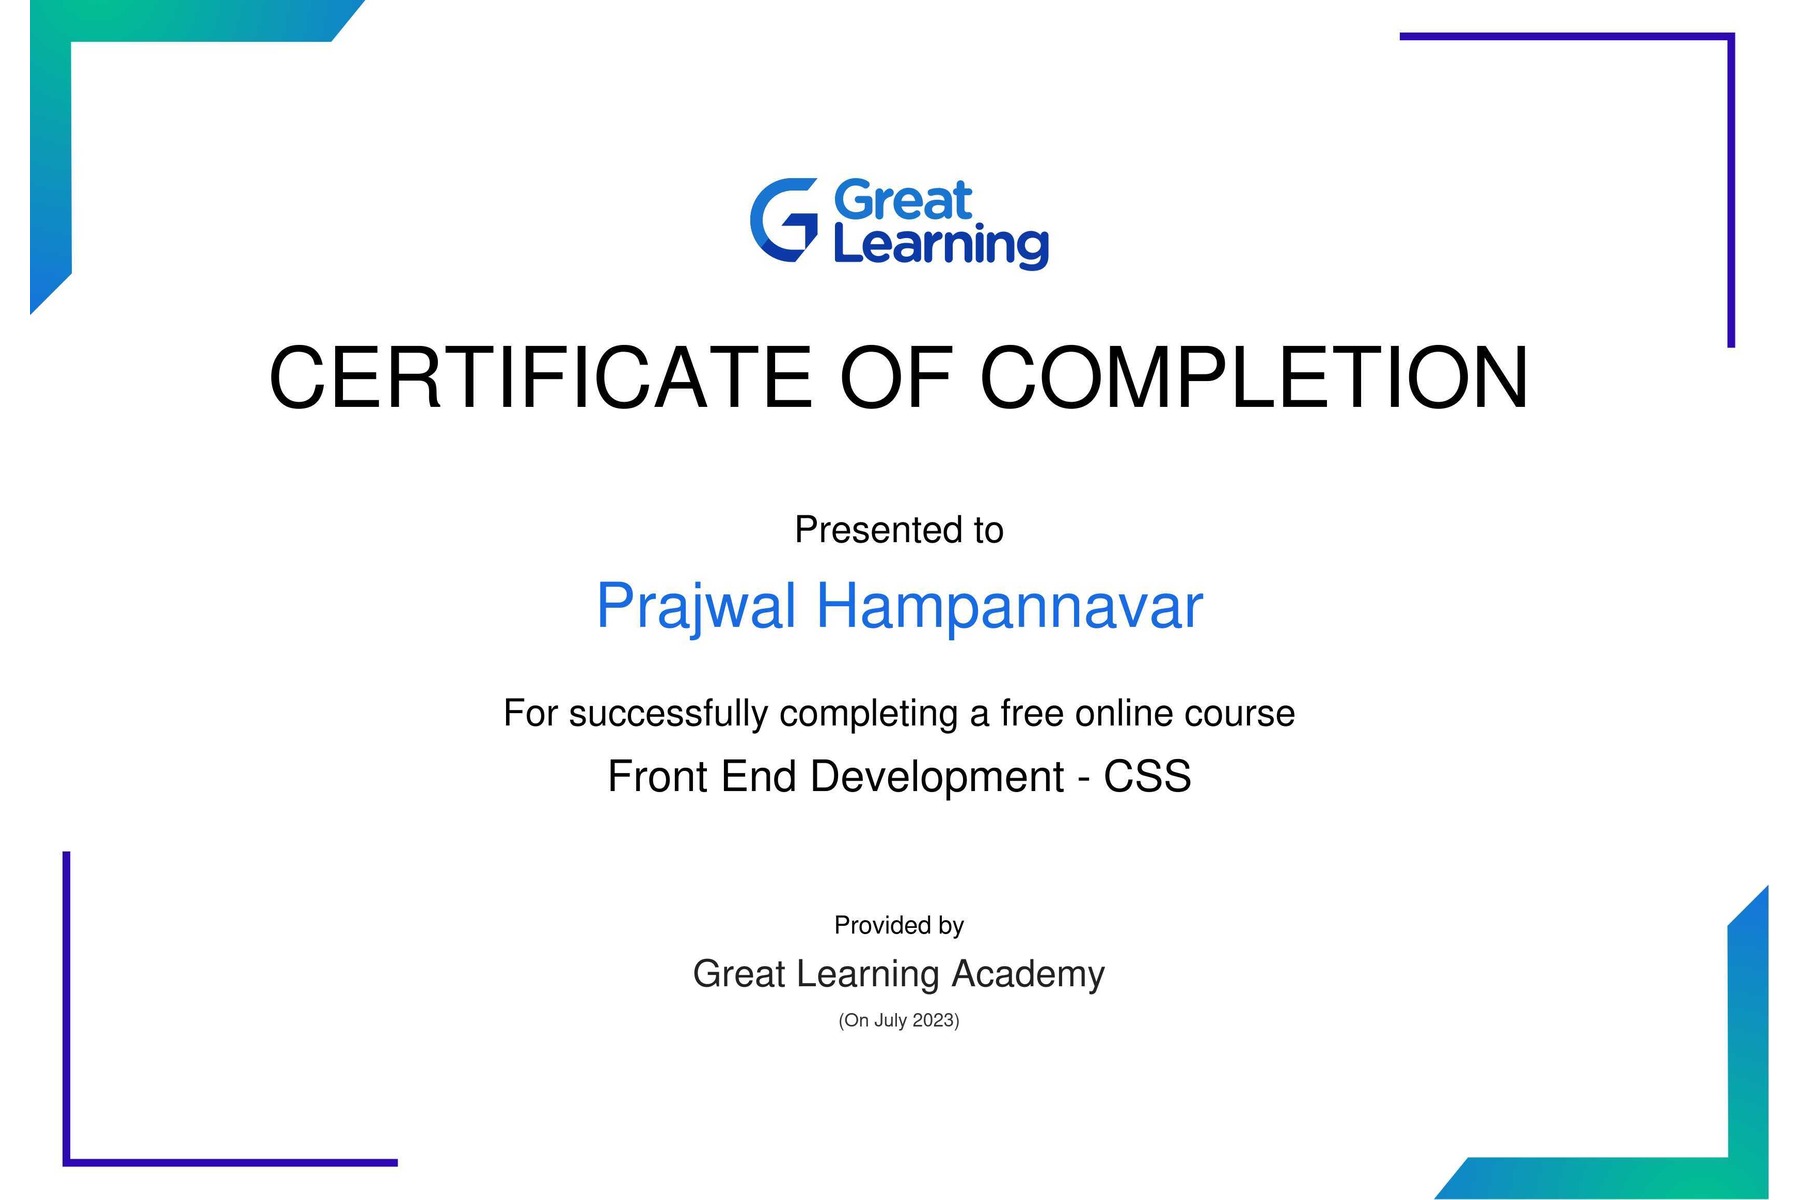 Great
Learning
CERTIFICATE OF COMPLETION
Presented to
Prajwal Hampannavar
For successfully completing a free online course
Front End Development - CSS
Provided by
Great Learning Academy
(On July 2023)